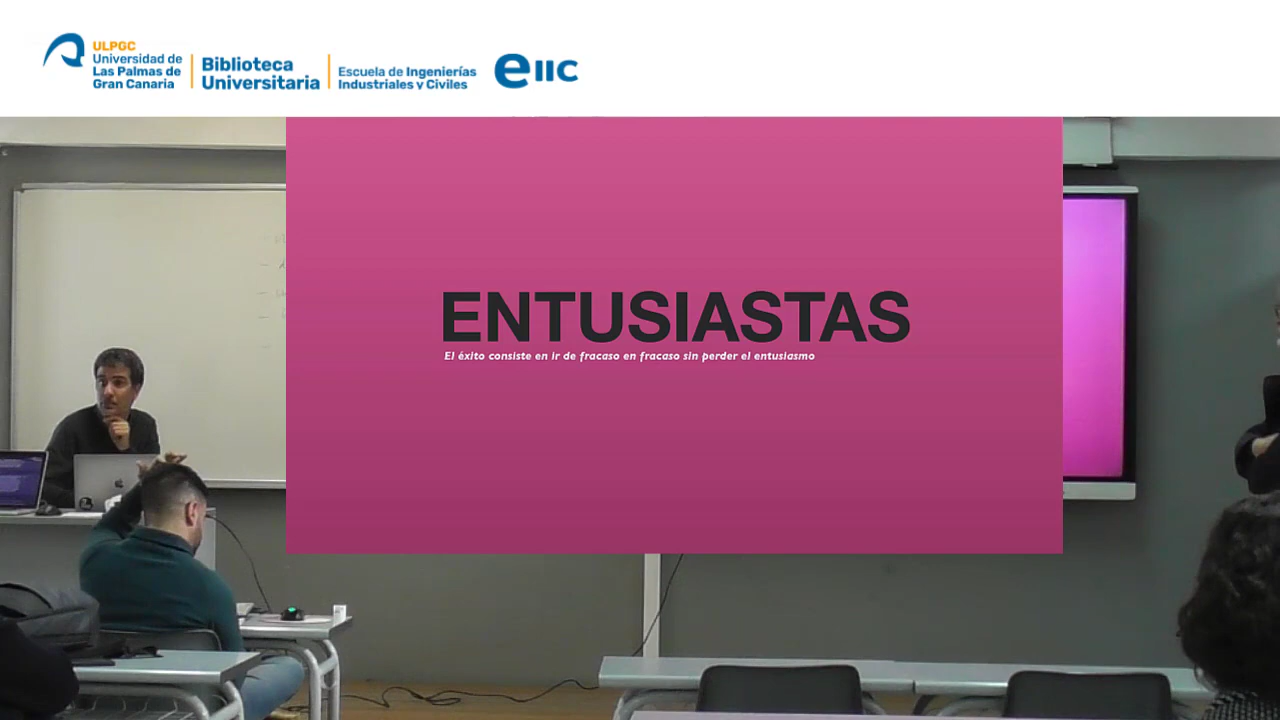 ULPGC
Universidad de
Las Palmas de
Gran Canaria
Biblioteca
Universitaria
Escuela de Ingenierías
Industriales y Civiles
eiic
ENTUSIASTAS
El éxito consiste en ir de fracaso en fracaso sin perder el entusiasmo